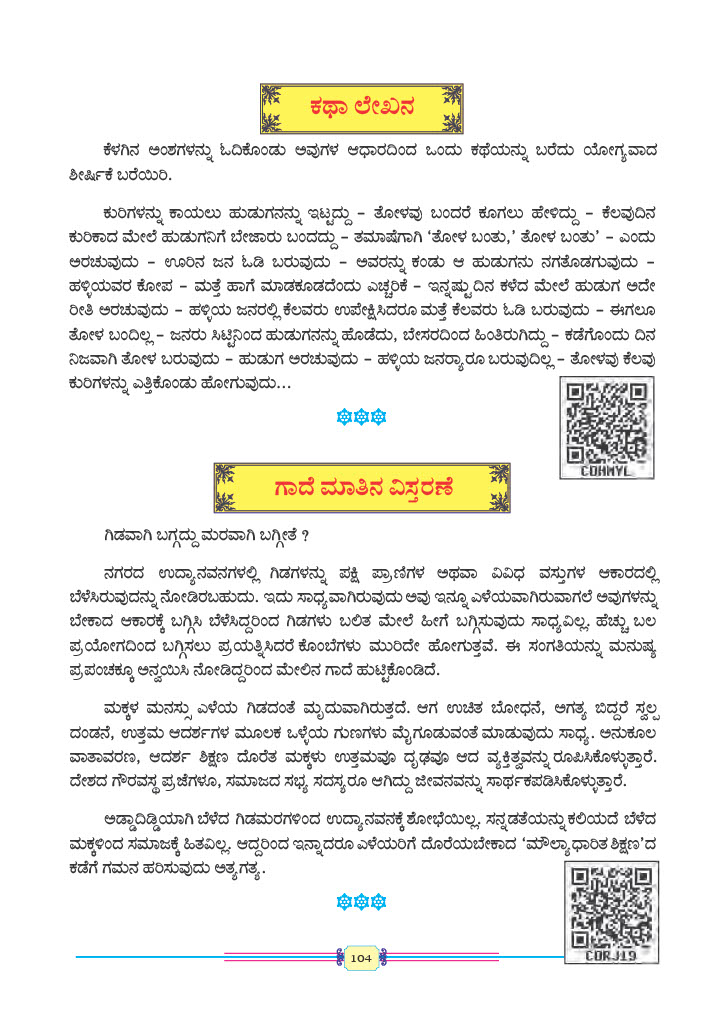 ಕಥಾ ಲೇಖನ
ಕೆಳಗಿನ ಅಂಶಗಳನ್ನು ಓದಿಕೊಂಡು ಅವುಗಳ ಆಧಾರದಿಂದ ಒಂದು ಕಥೆಯನ್ನು ಬರೆದು ಯೋಗ್ಯವಾದ
ಶೀರ್ಷಿಕೆ ಬರೆಯಿರಿ.
ಕುರಿಗಳನ್ನು ಕಾಯಲು ಹುಡುಗನನ್ನು ಇಟ್ಟದ್ದು – ತೋಳವು ಬಂದರೆ ಕೂಗಲು ಹೇಳಿದ್ದು – ಕೆಲವುದಿನ
ಕುರಿಕಾದ ಮೇಲೆ ಹುಡುಗನಿಗೆ ಬೇಜಾರು ಬಂದದ್ದು – ತಮಾಷೆಗಾಗಿ ‘ತೋಳ ಬಂತು,’ ತೋಳ ಬಂತು’ – ಎಂದು
ಅರಚುವುದು – ಊರಿನ ಜನ ಓಡಿ ಬರುವುದು – ಅವರನ್ನು ಕಂಡು ಆ ಹುಡುಗನು ನಗತೊಡಗುವುದು –
ಹಳ್ಳಿಯವರ ಕೋಪ – ಮತ್ತೆ ಹಾಗೆ ಮಾಡಕೂಡದೆಂದು ಎಚ್ಚರಿಕೆ – ಇನ್ನಷ್ಟುದಿನ ಕಳೆದ ಮೇಲೆ ಹುಡುಗ ಅದೇ
ರೀತಿ ಅರಚುವುದು – ಹಳ್ಳಿಯ ಜನರಲ್ಲಿ ಕೆಲವರು ಉಪೇಕ್ಷಿಸಿದರೂ ಮತ್ತೆ ಕೆಲವರು ಓಡಿ ಬರುವುದು – ಈಗಲೂ
ತೋಳ ಬಂದಿಲ್ಲ – ಜನರು ಸಿಟ್ಟಿನಿಂದ ಹುಡುಗನನ್ನು ಹೊಡೆದು, ಬೇಸರದಿಂದ ಹಿಂತಿರುಗಿದ್ದು – ಕಡೆಗೊಂದು ದಿನ
ನಿಜವಾಗಿ ತೋಳ ಬರುವುದು – ಹುಡುಗ ಅರಚುವುದು – ಹಳ್ಳಿಯ ಜನರ‍್ಯಾರೂ ಬರುವುದಿಲ್ಲ – ತೋಳವು ಕೆಲವು
ಕುರಿಗಳನ್ನು ಎತ್ತಿಕೊಂಡು ಹೋಗುವುದು...
CDHMYL
ಗಾದೆ ಮಾತಿನ ವಿಸ್ತರಣೆ
ಗಿಡವಾಗಿ ಬಗ್ಗದ್ದು ಮರವಾಗಿ ಬಗ್ಗೀತೆ ?
ನಗರದ ಉದ್ಯಾನವನಗಳಲ್ಲಿ ಗಿಡಗಳನ್ನು ಪಕ್ಷಿ ಪ್ರಾಣಿಗಳ ಅಥವಾ ವಿವಿಧ ವಸ್ತುಗಳ ಆಕಾರದಲ್ಲಿ
ಬೆಳೆಸಿರುವುದನ್ನು ನೋಡಿರಬಹುದು. ಇದು ಸಾಧ್ಯವಾಗಿರುವುದು ಅವು ಇನ್ನೂ ಎಳೆಯವಾಗಿರುವಾಗಲೆ ಅವುಗಳನ್ನು
ಬೇಕಾದ ಆಕಾರಕ್ಕೆ ಬಗ್ಗಿಸಿ ಬೆಳೆಸಿದ್ದರಿಂದ ಗಿಡಗಳು ಬಲಿತ ಮೇಲೆ ಹೀಗೆ ಬಗ್ಗಿಸುವುದು ಸಾಧ್ಯವಿಲ್ಲ. ಹೆಚ್ಚು ಬಲ
ಪ್ರಯೋಗದಿಂದ ಬಗ್ಗಿಸಲು ಪ್ರಯತ್ನಿಸಿದರೆ ಕೊಂಬೆಗಳು ಮುರಿದೇ ಹೋಗುತ್ತವೆ. ಈ ಸಂಗತಿಯನ್ನು ಮನುಷ್ಯ
ಪ್ರಪಂಚಕ್ಕೂ ಅನ್ವಯಿಸಿ ನೋಡಿದ್ದರಿಂದ ಮೇಲಿನ ಗಾದೆ ಹುಟ್ಟಿಕೊಂಡಿದೆ.
ಮಕ್ಕಳ ಮನಸ್ಸು ಎಳೆಯ ಗಿಡದಂತೆ ಮೃದುವಾಗಿರುತ್ತದೆ. ಆಗ ಉಚಿತ ಬೋಧನೆ, ಅಗತ್ಯ ಬಿದ್ದರೆ ಸ್ವಲ್ಪ
ದಂಡನೆ, ಉತ್ತಮ ಆದರ್ಶಗಳ ಮೂಲಕ ಒಳ್ಳೆಯ ಗುಣಗಳು ಮೈಗೂಡುವಂತೆ ಮಾಡುವುದು ಸಾಧ್ಯ. ಅನುಕೂಲ
ವಾತಾವರಣ, ಆದರ್ಶ ಶಿಕ್ಷಣ ದೊರೆತ ಮಕ್ಕಳು ಉತ್ತಮವೂ ದೃಢವೂ ಆದ ವ್ಯಕ್ತಿತ್ವವನ್ನು ರೂಪಿಸಿಕೊಳ್ಳುತ್ತಾರೆ.
ದೇಶದ ಗೌರವಸ್ಥ ಪ್ರಜೆಗಳೂ, ಸಮಾಜದ ಸಭ್ಯ ಸದಸ್ಯರೂ ಆಗಿದ್ದು ಜೀವನವನ್ನು ಸಾರ್ಥಕಪಡಿಸಿಕೊಳ್ಳುತ್ತಾರೆ.
ಅಡ್ಡಾದಿಡ್ಡಿಯಾಗಿ ಬೆಳೆದ ಗಿಡಮರಗಳಿಂದ ಉದ್ಯಾನವನಕ್ಕೆ ಶೋಭೆಯಿಲ್ಲ. ಸನ್ನಡತೆಯನ್ನು ಕಲಿಯದೆ ಬೆಳೆದ
ಮಕ್ಕಳಿಂದ ಸಮಾಜಕ್ಕೆ ಹಿತವಿಲ್ಲ. ಆದ್ದರಿಂದ ಇನ್ನಾದರೂ ಎಳೆಯರಿಗೆ ದೊರೆಯಬೇಕಾದ ‘ಮೌಲ್ಯಾಧಾರಿತ ಶಿಕ್ಷಣ’ದ
ಕಡೆಗೆ ಗಮನ ಹರಿಸುವುದು ಅತ್ಯಗತ್ಯ.
CORJ19
104